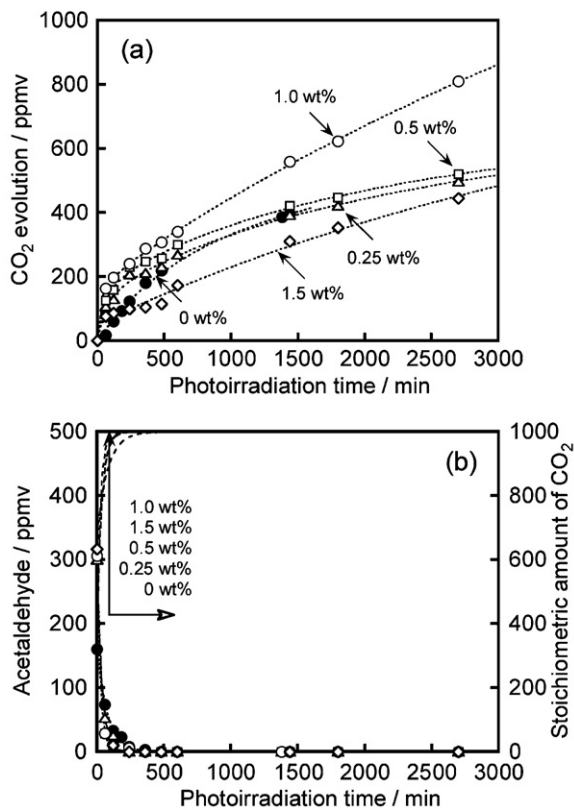 (a)
1000
800
600
400
200
0
CO₂ evolution / ppmv
1.0 wt%
0.5 wt%
0.25 wt%
0 wt%
1.5 wt%
0 500 1000 1500 2000 2500 3000
Photoirradiation time / min
(b)
500
400
300
200
100
0
Acetaldehyde / ppmv
1.0 wt%
1.5 wt%
0.5 wt%
0.25 wt%
0 wt%
1000
800
600
400
200
0
Stoichiometric amount of CO₂
0 500 1000 1500 2000 2500 3000
Photoirradiation time / min